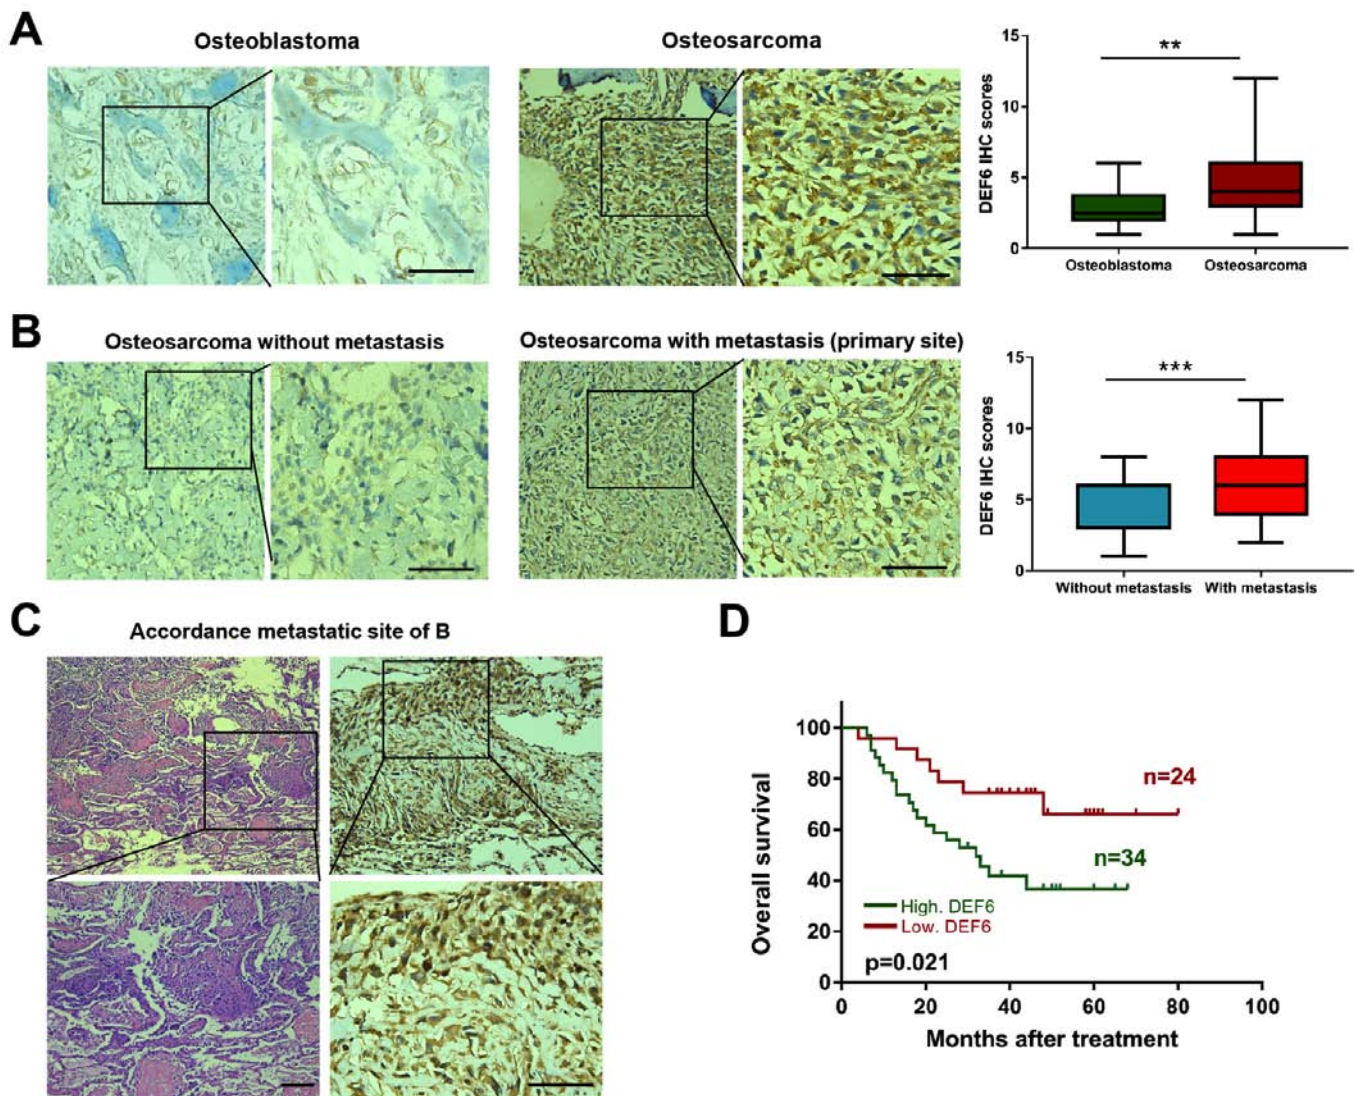 A
Osteoblastoma
Osteosarcoma
15
10
5
0
DEF6 IHC scores
**
Osteoblastoma
Osteosarcoma
B
Osteosarcoma without metastasis
Osteosarcoma with metastasis (primary site)
15
10
5
0
DEF6 IHC scores
***
Without metastasis
With metastasis
C
Accordance metastatic site of B
D
100
80
60
40
20
0
Overall survival
n=24
n=34
High. DEF6
Low. DEF6
p=0.021
0
20
40
60
80
100
Months after treatment